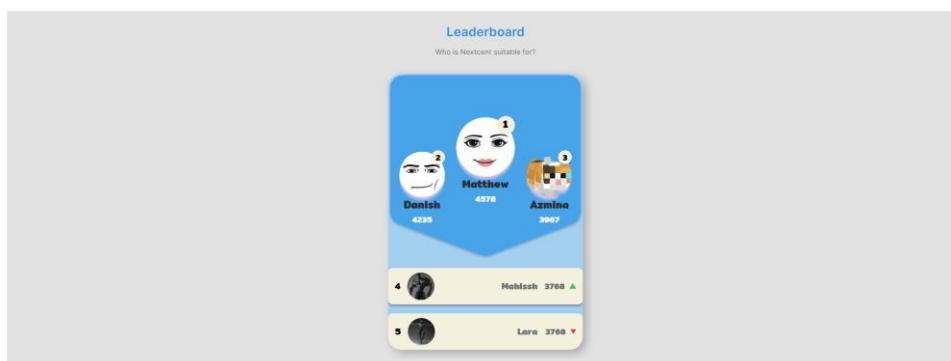 Leaderboard
Who is Nextcent suitable for?
1
2
3
Matthew
4578
Danish
4235
Azmina
3967
4 Mahissh 3768
5 Lara 3768